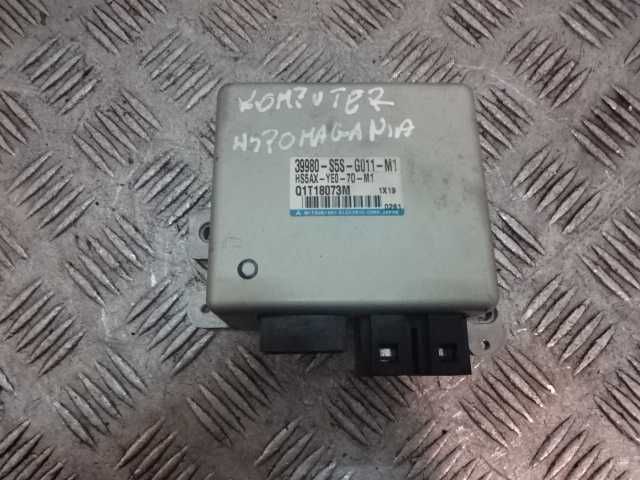 KOMPUTER
WSPOMAGANIA
39980-S5S-G011-M1
HS5AX-YE0-70-M1
Q1T18073M 1X19
0261
MITSUBISHI ELECTRIC CORP. JAPAN